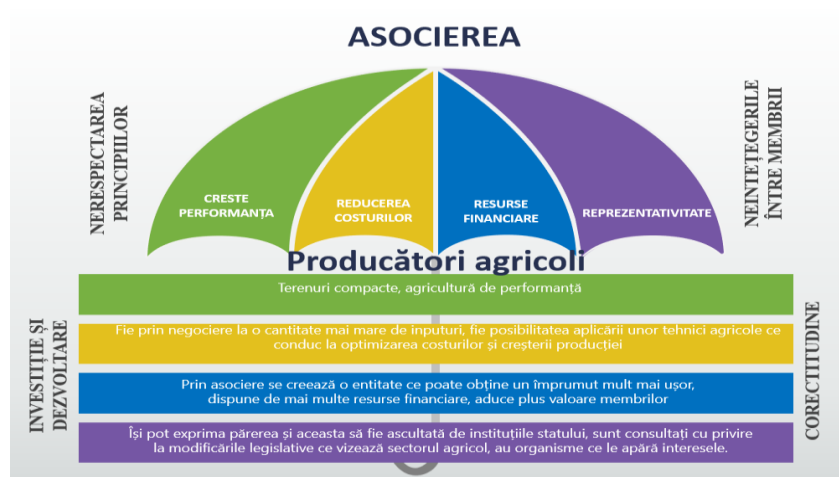 ASOCIEREA
NERESPECTAREA
PRINCIPIILOR
NEINTEȚEGERILE
ÎNTRE MEMBRII
CRESTE
PERFORMANȚA
REDUCEREA
COSTURILOR
RESURSE
FINANCIARE
REPREZENTATIVITATE
Producători agricoli
INVESTIȚIE ȘI
DEZVOLTARE
CORECTITUDINE
Terenuri compacte, agricultură de performanță
Fie prin negociere la o cantitate mai mare de inputuri, fie posibilitatea aplicării unor tehnici agricole ce
conduc la optimizarea costurilor și creșterii producției
Prin asociere se creează o entitate ce poate obține un împrumut mult mai ușor,
dispune de mai multe resurse financiare, aduce plus valoare membrilor
Își pot exprima părerea și aceasta să fie ascultată de instituțiile statului, sunt consultați cu privire
la modificările legislative ce vizează sectorul agricol, au organisme ce le apără interesele.